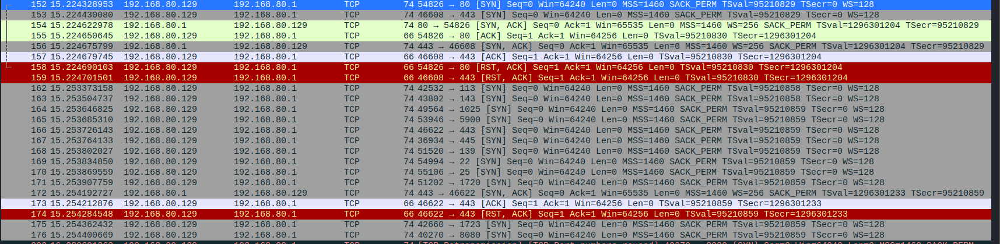 152 15.224328953 192.168.80.129 192.168.80.1 TCP 74 54826 → 80 [SYN] Seq=0 Win=64240 Len=0 MSS=1460 SACK_PERM TSval=95210829 TSecr=0 WS=128
153 15.224430080 192.168.80.129 192.168.80.1 TCP 74 46608 → 443 [SYN] Seq=0 Win=64240 Len=0 MSS=1460 SACK_PERM TSval=95210829 TSecr=0 WS=128
154 15.224622978 192.168.80.1 192.168.80.129 TCP 74 80 → 54826 [SYN, ACK] Seq=0 Ack=1 Win=65535 Len=0 MSS=1460 WS=256 SACK_PERM TSval=1296301204 TSecr=95210829
155 15.224650645 192.168.80.129 192.168.80.1 TCP 66 54826 → 80 [ACK] Seq=1 Ack=1 Win=64256 Len=0 TSval=95210830 TSecr=1296301204
156 15.224675799 192.168.80.1 192.168.80.129 TCP 74 443 → 46608 [SYN, ACK] Seq=0 Ack=1 Win=65535 Len=0 MSS=1460 WS=256 SACK_PERM TSval=1296301204 TSecr=95210829
157 15.224679745 192.168.80.129 192.168.80.1 TCP 66 46608 → 443 [ACK] Seq=1 Ack=1 Win=64256 Len=0 TSval=95210830 TSecr=1296301204
158 15.224690103 192.168.80.129 192.168.80.1 TCP 66 54826 → 80 [RST, ACK] Seq=1 Ack=1 Win=64256 Len=0 TSval=95210830 TSecr=1296301204
159 15.224701501 192.168.80.129 192.168.80.1 TCP 66 46608 → 443 [RST, ACK] Seq=1 Ack=1 Win=64256 Len=0 TSval=95210830 TSecr=1296301204
162 15.253373158 192.168.80.129 192.168.80.1 TCP 74 42532 → 113 [SYN] Seq=0 Win=64240 Len=0 MSS=1460 SACK_PERM TSval=95210858 TSecr=0 WS=128
163 15.253504737 192.168.80.129 192.168.80.1 TCP 74 43802 → 143 [SYN] Seq=0 Win=64240 Len=0 MSS=1460 SACK_PERM TSval=95210858 TSecr=0 WS=128
164 15.253646825 192.168.80.129 192.168.80.1 TCP 74 49564 → 1025 [SYN] Seq=0 Win=64240 Len=0 MSS=1460 SACK_PERM TSval=95210859 TSecr=0 WS=128
165 15.253685310 192.168.80.129 192.168.80.1 TCP 74 53946 → 5900 [SYN] Seq=0 Win=64240 Len=0 MSS=1460 SACK_PERM TSval=95210859 TSecr=0 WS=128
166 15.253726143 192.168.80.129 192.168.80.1 TCP 74 46622 → 443 [SYN] Seq=0 Win=64240 Len=0 MSS=1460 SACK_PERM TSval=95210859 TSecr=0 WS=128
167 15.253764133 192.168.80.129 192.168.80.1 TCP 74 36934 → 445 [SYN] Seq=0 Win=64240 Len=0 MSS=1460 SACK_PERM TSval=95210859 TSecr=0 WS=128
168 15.253802027 192.168.80.129 192.168.80.1 TCP 74 51520 → 139 [SYN] Seq=0 Win=64240 Len=0 MSS=1460 SACK_PERM TSval=95210859 TSecr=0 WS=128
169 15.253834850 192.168.80.129 192.168.80.1 TCP 74 54994 → 22 [SYN] Seq=0 Win=64240 Len=0 MSS=1460 SACK_PERM TSval=95210859 TSecr=0 WS=128
170 15.253869559 192.168.80.129 192.168.80.1 TCP 74 55106 → 25 [SYN] Seq=0 Win=64240 Len=0 MSS=1460 SACK_PERM TSval=95210859 TSecr=0 WS=128
171 15.253907759 192.168.80.129 192.168.80.1 TCP 74 51202 → 1720 [SYN] Seq=0 Win=64240 Len=0 MSS=1460 SACK_PERM TSval=95210859 TSecr=0 WS=128
172 15.254192727 192.168.80.1 192.168.80.129 TCP 74 443 → 46622 [SYN, ACK] Seq=0 Ack=1 Win=65535 Len=0 MSS=1460 WS=256 SACK_PERM TSval=1296301233 TSecr=95210859
173 15.254212876 192.168.80.129 192.168.80.1 TCP 66 46622 → 443 [ACK] Seq=1 Ack=1 Win=64256 Len=0 TSval=95210859 TSecr=1296301233
174 15.254284548 192.168.80.129 192.168.80.1 TCP 66 46622 → 443 [RST, ACK] Seq=1 Ack=1 Win=64256 Len=0 TSval=95210859 TSecr=1296301233
175 15.254362432 192.168.80.129 192.168.80.1 TCP 74 42660 → 1723 [SYN] Seq=0 Win=64240 Len=0 MSS=1460 SACK_PERM TSval=95210859 TSecr=0 WS=128
176 15.254400669 192.168.80.129 192.168.80.1 TCP 74 40270 → 8080 [SYN] Seq=0 Win=64240 Len=0 MSS=1460 SACK_PERM TSval=95210859 TSecr=0 WS=128